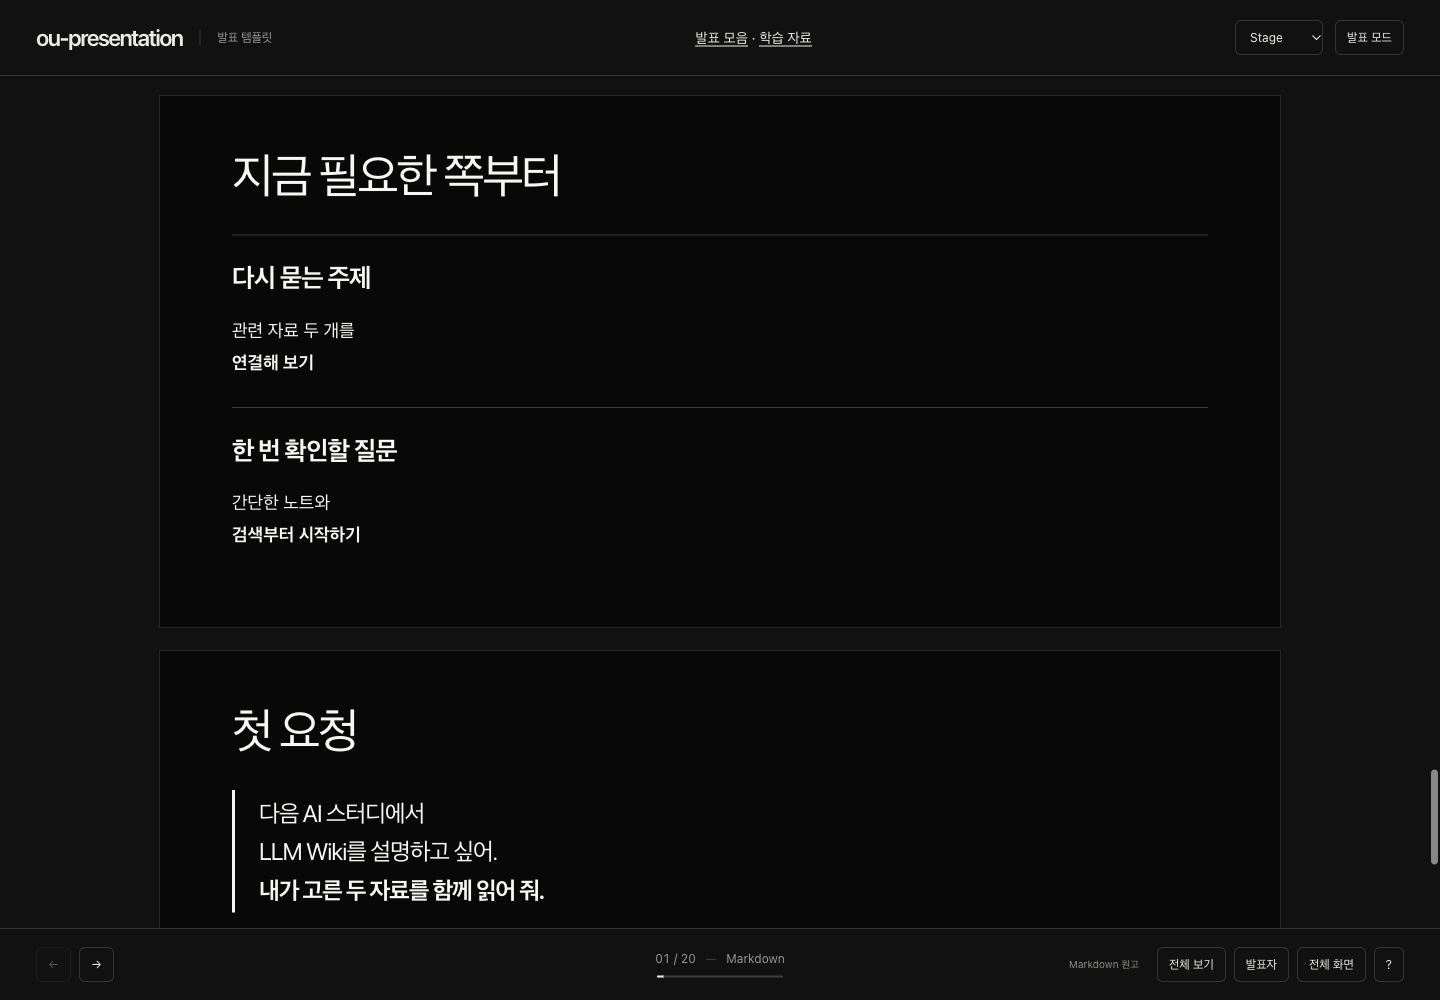 ou-presentation
발표 템플릿
발표 모음 · 학습 자료
Stage
발표 모드
지금 필요한 쪽부터
다시 묻는 주제
관련 자료 두 개를
연결해 보기
한 번 확인할 질문
간단한 노트와
검색부터 시작하기
첫 요청
다음 AI 스터디에서
LLM Wiki를 설명하고 싶어.
내가 고른 두 자료를 함께 읽어 줘.
←
→
01 / 20 — Markdown
Markdown 원고
전체 보기
발표자
전체 화면
?